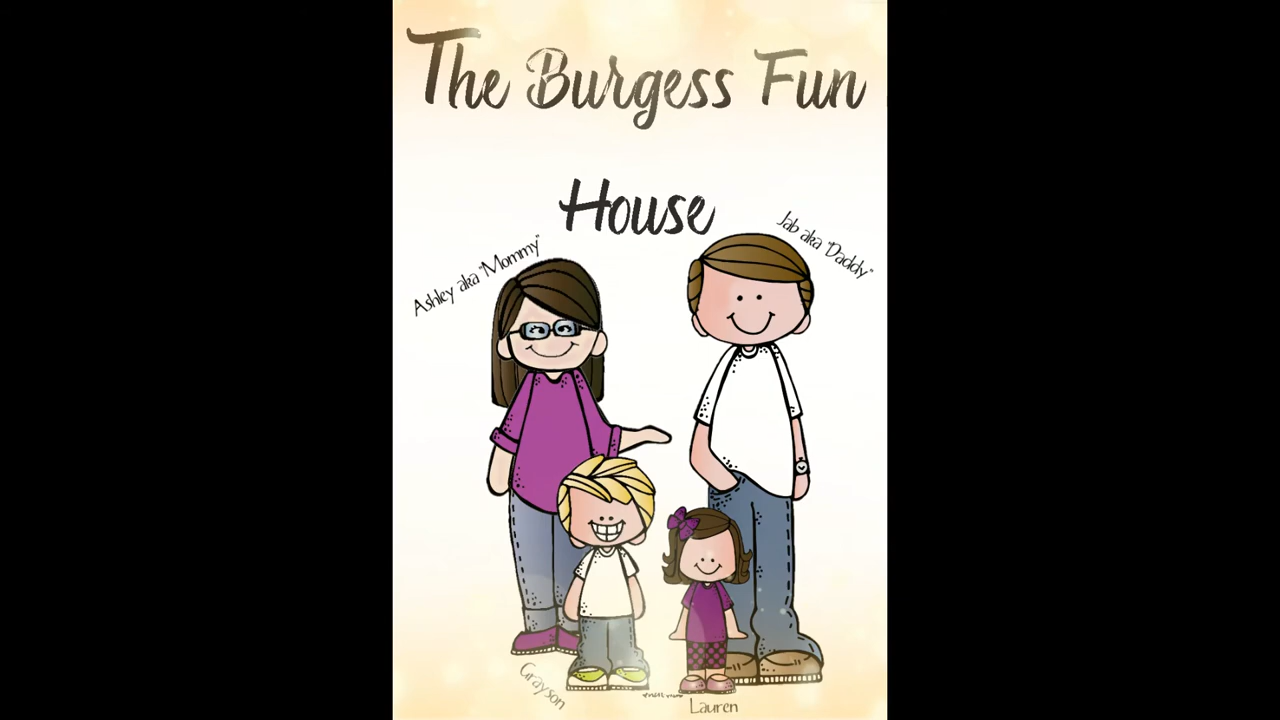 The Burgess Fun
House
Ashley aka "Mommy"
Jab aka "Daddy"
Grayson
Lauren